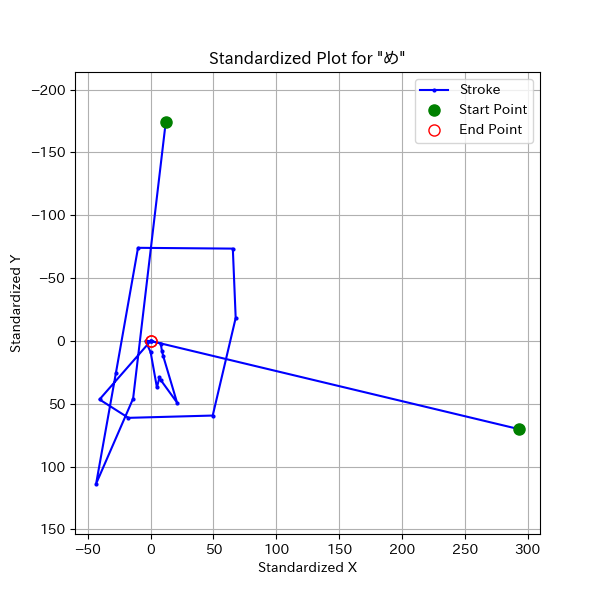 Standardized Plot for "め"
Stroke
Start Point
End Point
Standardized Y
−200
−150
−100
−50
0
50
100
150
−50
0
50
100
150
200
250
300
Standardized X